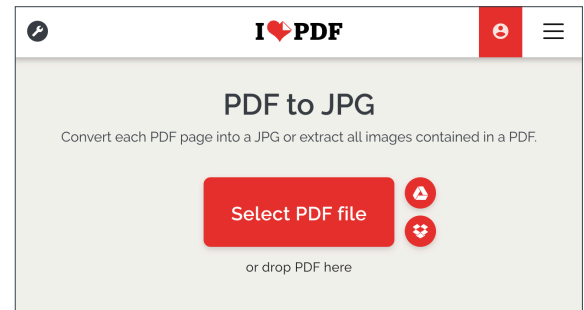 I PDF
PDF to JPG
Convert each PDF page into a JPG or extract all images contained in a PDF.
Select PDF file
or drop PDF here